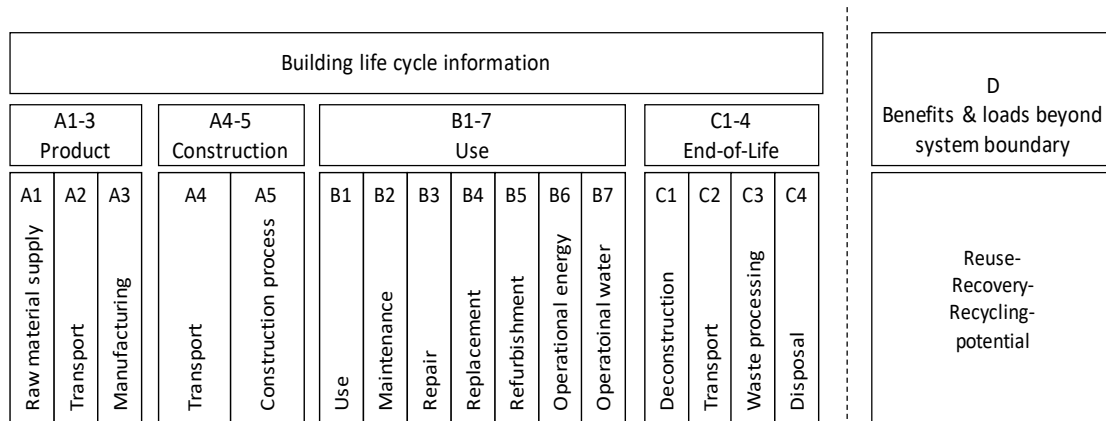 Building life cycle information
A1-3
Product
A4-5
Construction
B1-7
Use
C1-4
End-of-Life
D
Benefits & loads beyond
system boundary
A1
Raw material supply
A2
Transport
A3
Manufacturing
A4
Transport
A5
Construction process
B1
Use
B2
Maintenance
B3
Repair
B4
Replacement
B5
Refurbishment
B6
Operational energy
B7
Operatoinal water
C1
Deconstruction
C2
Transport
C3
Waste processing
C4
Disposal
Reuse-
Recovery-
Recycling-
potential